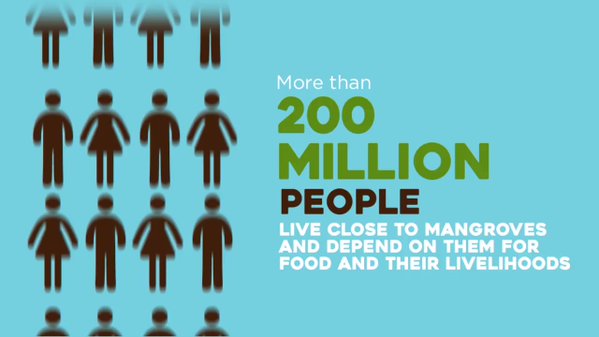 More than
200
MILLION
PEOPLE
LIVE CLOSE TO MANGROVES
AND DEPEND ON THEM FOR
FOOD AND THEIR LIVELIHOODS